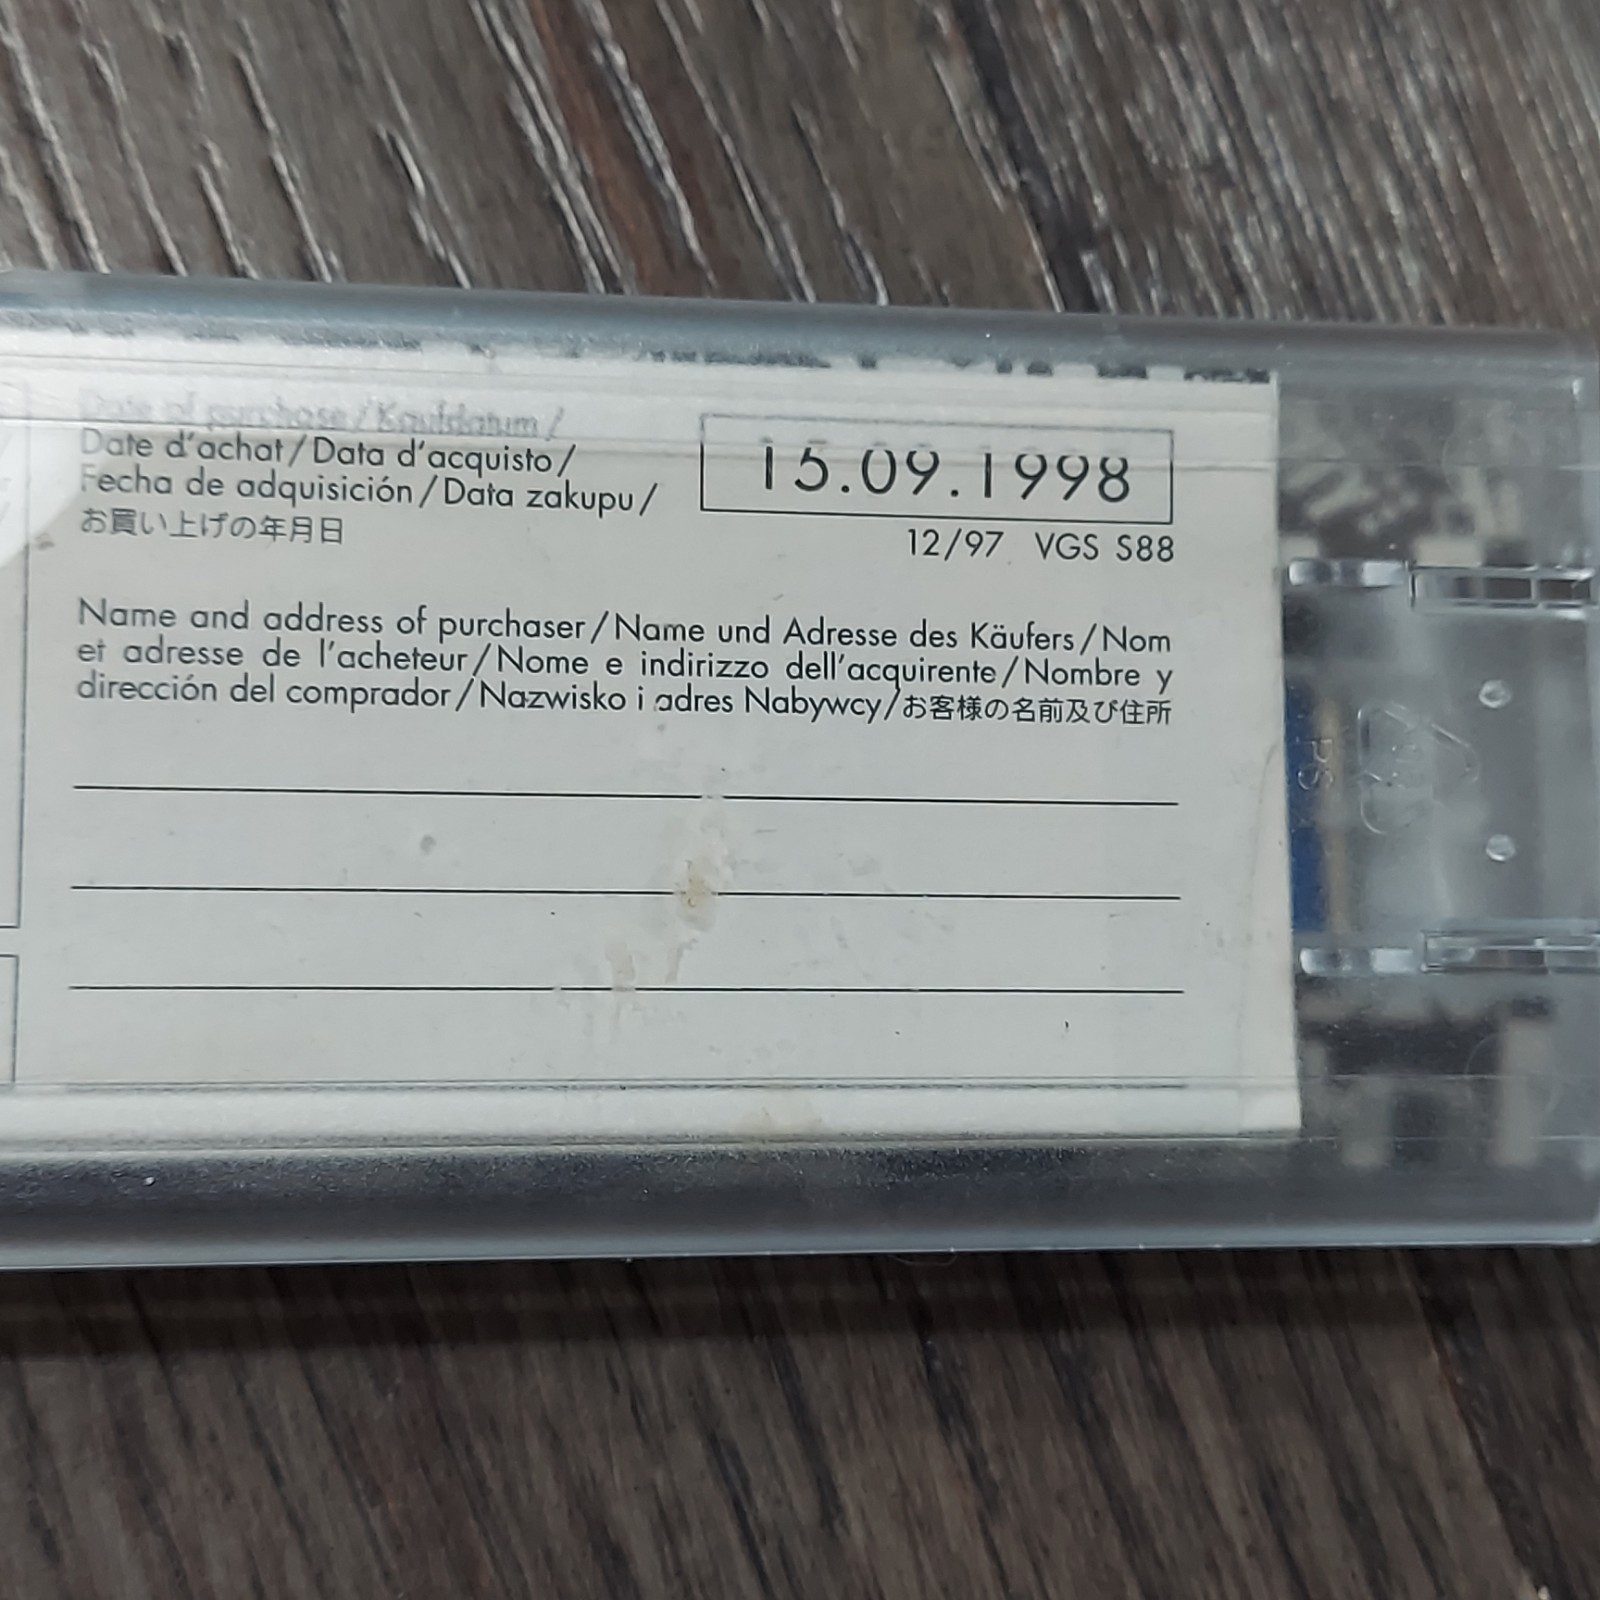 Date of purchase/Kaufdatum/
Date d'achat/Data d'acquisto/
Fecha de adquisición/Data zakupu/
お買い上げの年月日
15.09.1998
12/97 VGS S88
Name and address of purchaser/Name und Adresse des Käufers/Nom
et adresse de l'acheteur/Nome e indirizzo dell'acquirente/Nombre y
dirección del comprador/Nazwisko i adres Nabywcy/お客様の名前及び住所
PS